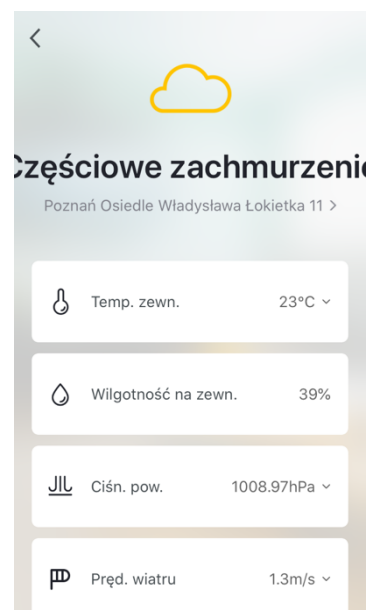 Częściowe zachmurzenie
Poznań Osiedle Władysława Łokietka 11 >
Temp. zewn. 23°C
Wilgotność na zewn. 39%
Ciśn. pow. 1008.97hPa
Pręd. wiatru 1.3m/s